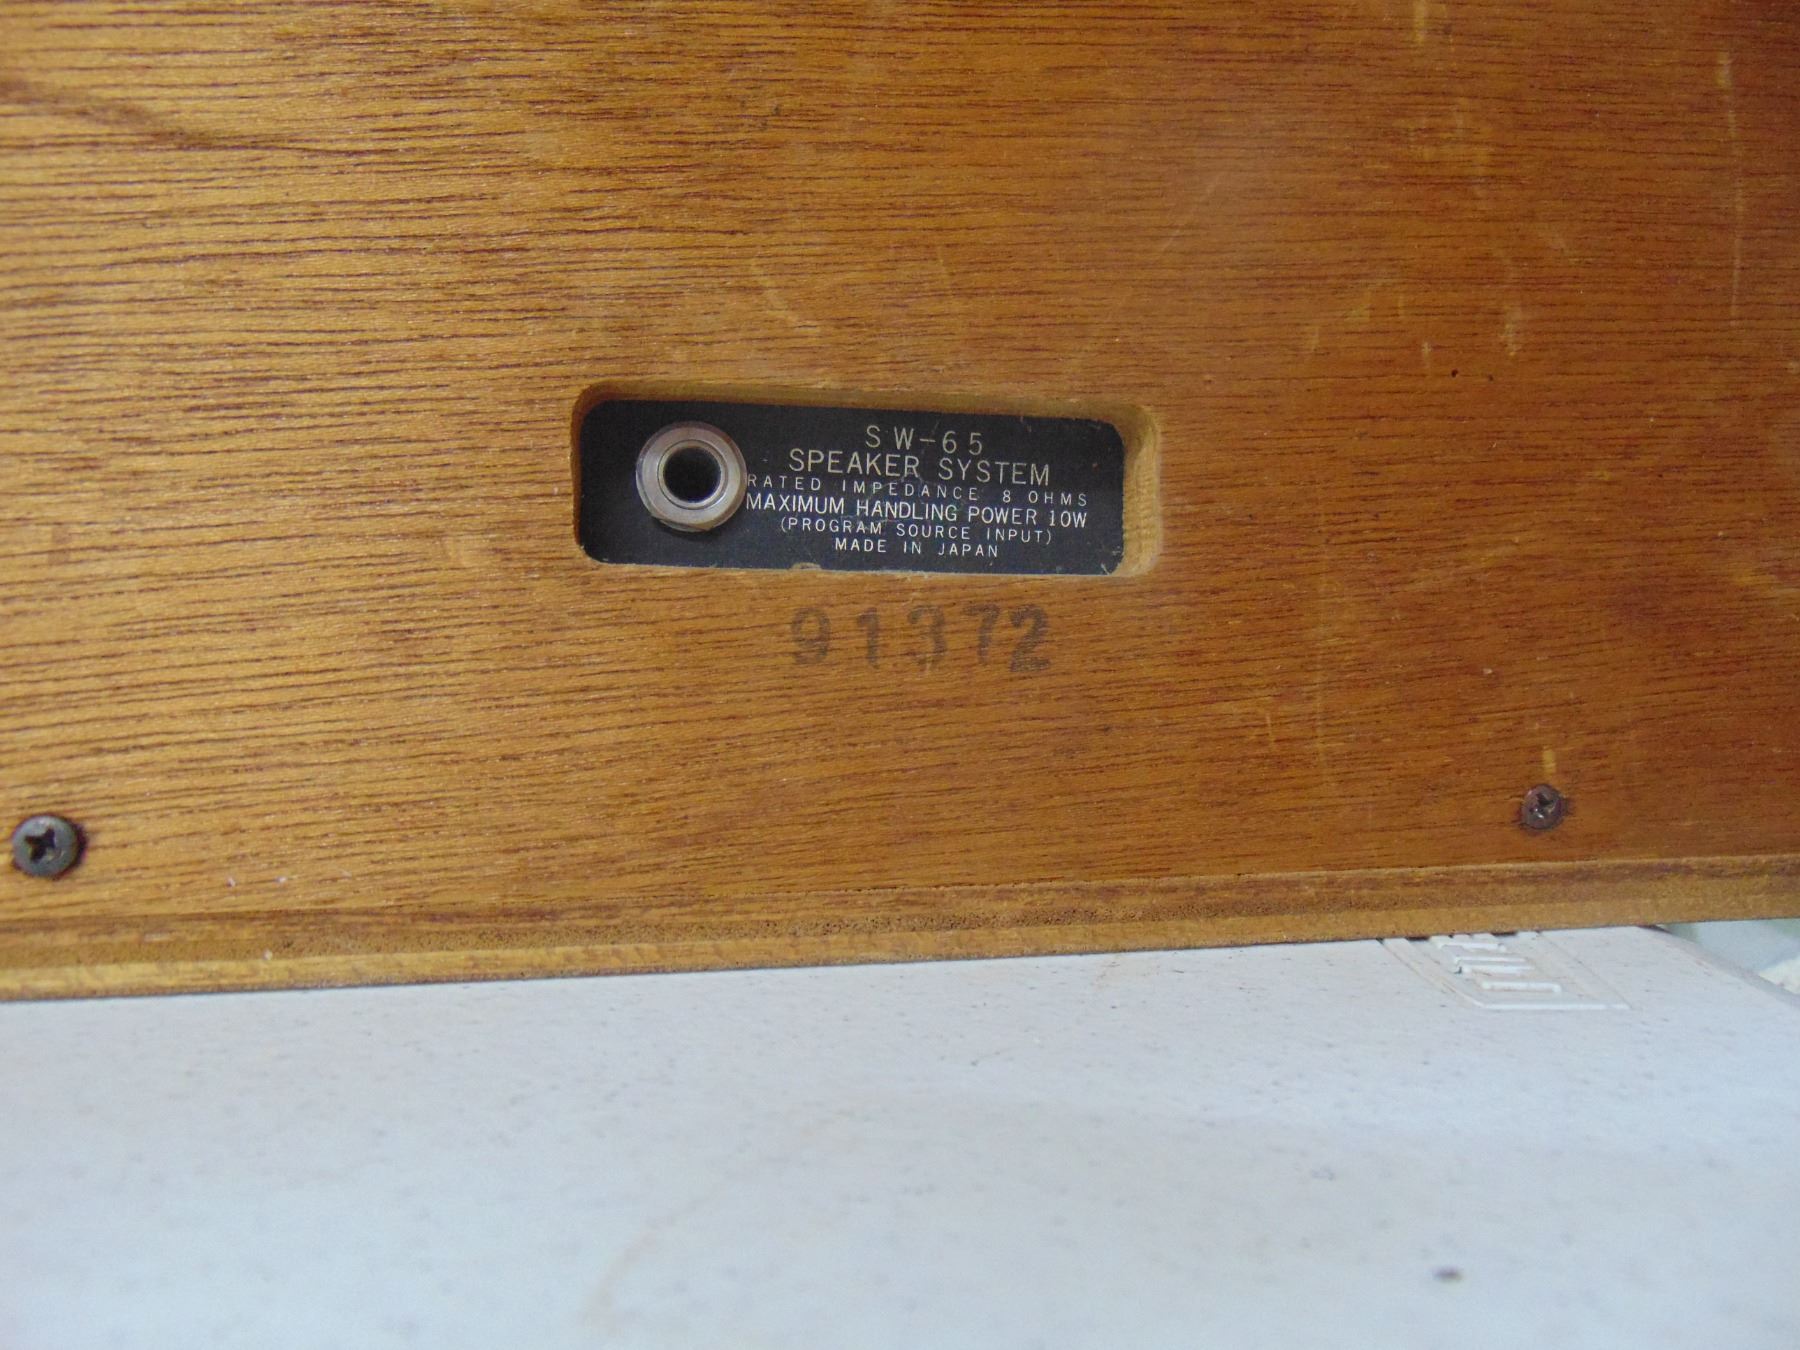 SW-65
SPEAKER SYSTEM
RATED IMPEDANCE 8 OHMS
MAXIMUM HANDLING POWER 10W
(PROGRAM SOURCE INPUT)
MADE IN JAPAN
91372